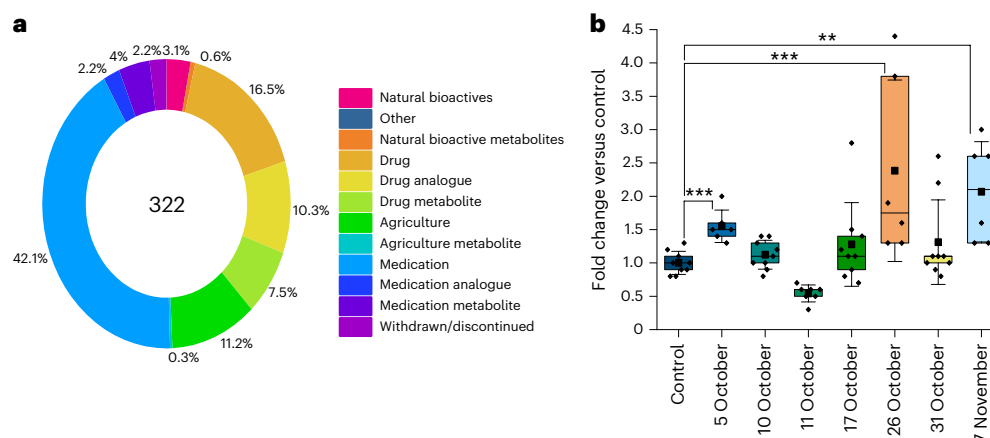 a
2.2%
4%
2.2%
3.1%
0.6%
16.5%
10.3%
7.5%
11.2%
0.3%
42.1%
322
Natural bioactives
Other
Natural bioactive metabolites
Drug
Drug analogue
Drug metabolite
Agriculture
Agriculture metabolite
Medication
Medication analogue
Medication metabolite
Withdrawn/discontinued
b
Fold change versus control
4.5
4.0
3.5
3.0
2.5
2.0
1.5
1.0
0.5
0
**
***
***
Control
5 October
10 October
11 October
17 October
26 October
31 October
7 November